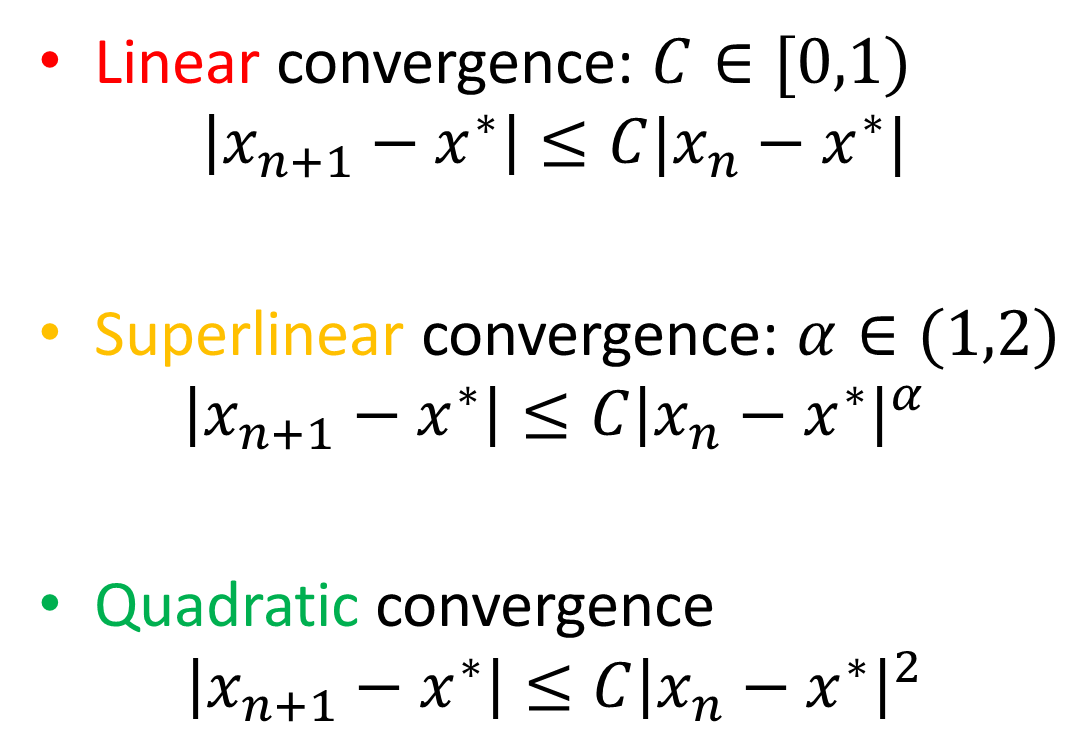 • Linear convergence: C ∈ [0,1)
|xₙ₊₁ − x*| ≤ C|xₙ − x*|
• Superlinear convergence: α ∈ (1,2)
|xₙ₊₁ − x*| ≤ C|xₙ − x*|^α
• Quadratic convergence
|xₙ₊₁ − x*| ≤ C|xₙ − x*|²